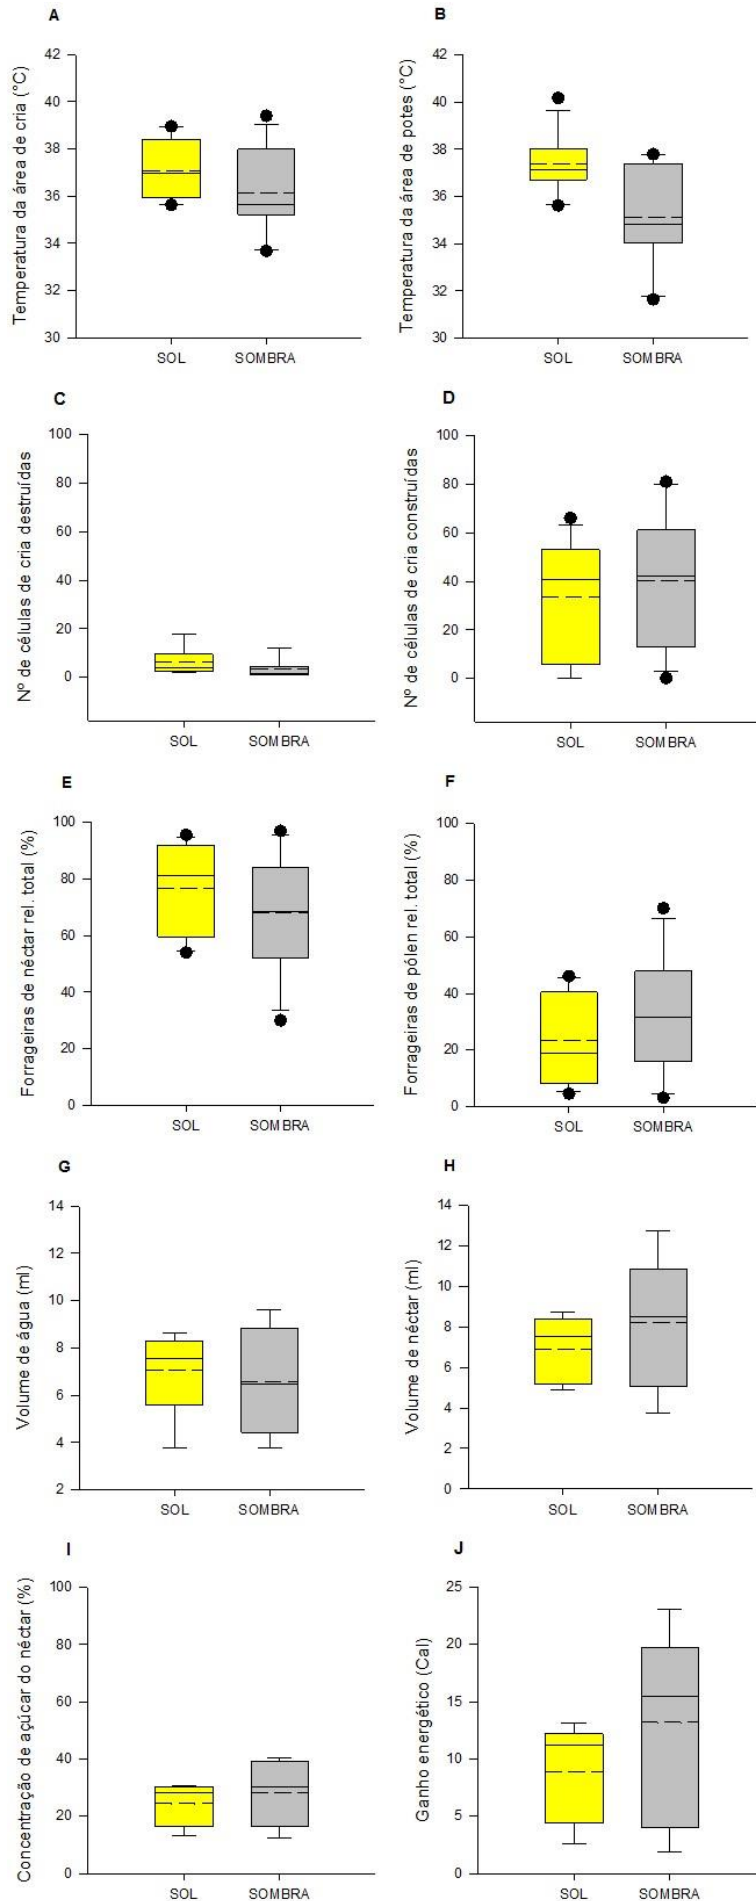 A
Temperatura da área de cria (°C)
42
40
38
36
34
32
30
SOL
SOMBRA
B
Temperatura da área de potes (°C)
42
40
38
36
34
32
30
SOL
SOMBRA
C
Nº de células de cria destruídas
100
80
60
40
20
0
SOL
SOMBRA
D
Nº de células de cria construídas
100
80
60
40
20
0
SOL
SOMBRA
E
Forrageiras de néctar rel. total (%)
100
80
60
40
20
0
SOL
SOMBRA
F
Forrageiras de pólen rel. total (%)
100
80
60
40
20
0
SOL
SOMBRA
G
Volume de água (ml)
14
12
10
8
6
4
2
SOL
SOMBRA
H
Volume de néctar (ml)
14
12
10
8
6
4
2
0
SOL
SOMBRA
I
Concentração de açúcar do néctar (%)
100
80
60
40
20
0
SOL
SOMBRA
J
Ganho energético (Cal)
25
20
15
10
5
0
SOL
SOMBRA